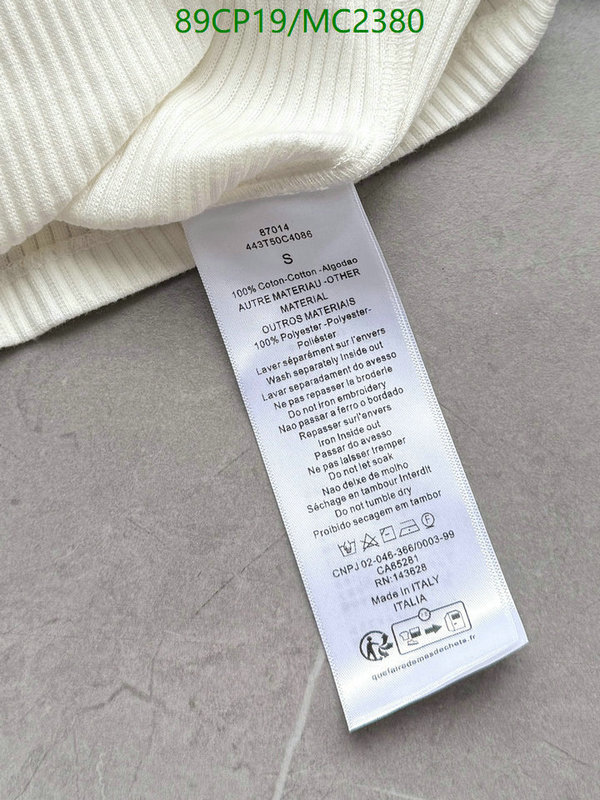 89CP19/MC2380
87014
443T50C4086
S
100% Coton-Cotton-Algodao
AUTRE MATERIAU-OTHER
MATERIAL
OUTROS MATERIAIS
100% Polyester-Polyester-
Poliéster
Laver séparément sur l'envers
Wash separately Inside out
Lavar separadament do avesso
Ne pas repasser la broderle
Do not iron embroidery
Nao passar a ferro o bordado
Repasser surl'envers
Iron Inside out
Passar do avesso
Ne pas laisser tremper
Do not let soak
Nao deixe de molho
Séchage en tambour Interdit
Do not tumble dry
Proibido secagem em tambor
CNPJ 02-046-366/0003-99
CA65281
RN:143628
Made in ITALY
ITALIA
quefairedemesdechets.fr